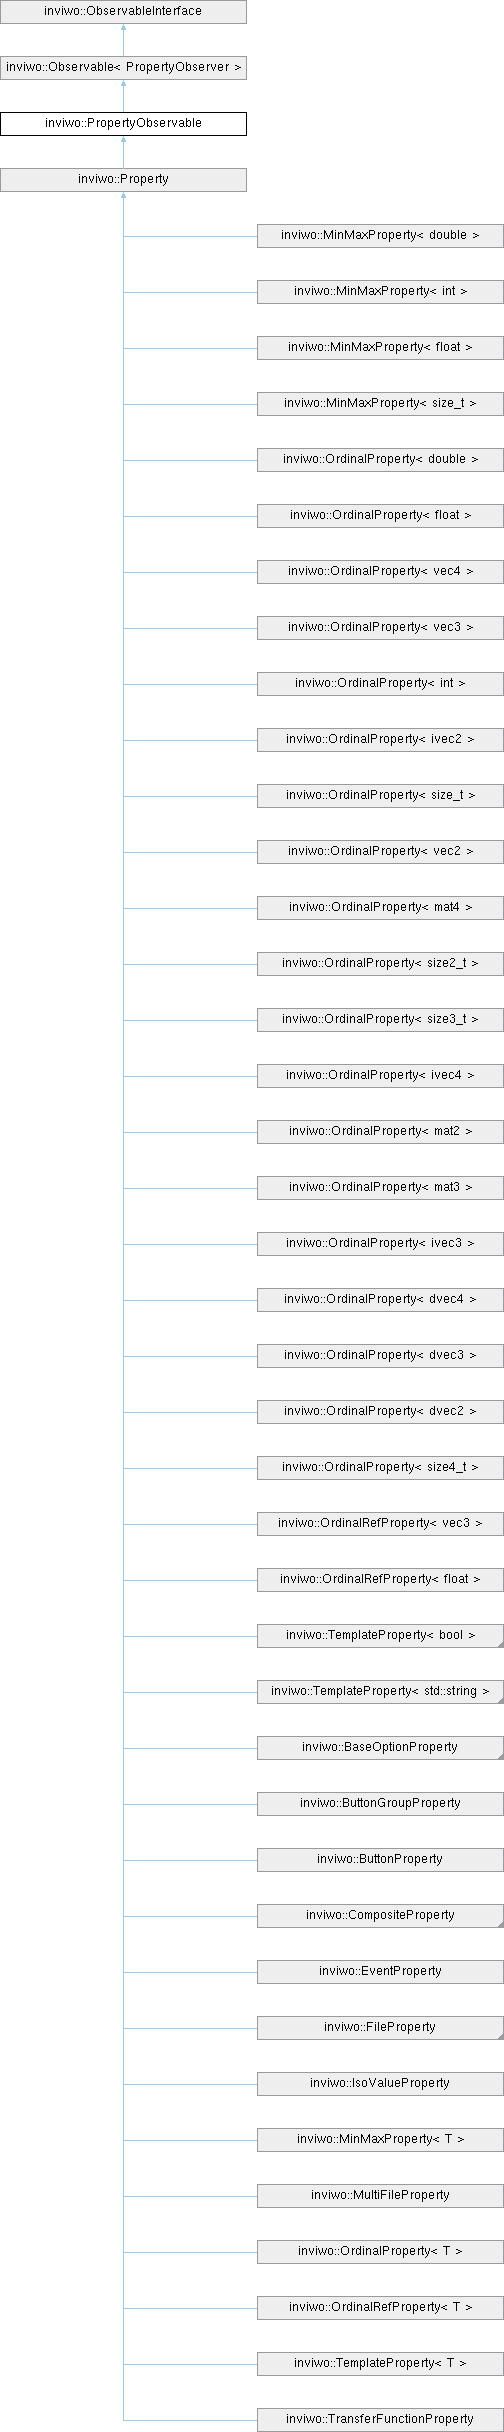 inviwo::ObservableInterface
inviwo::Observable< PropertyObserver >
inviwo::PropertyObservable
inviwo::Property
inviwo::MinMaxProperty< double >
inviwo::MinMaxProperty< int >
inviwo::MinMaxProperty< float >
inviwo::MinMaxProperty< size_t >
inviwo::OrdinalProperty< double >
inviwo::OrdinalProperty< float >
inviwo::OrdinalProperty< vec4 >
inviwo::OrdinalProperty< vec3 >
inviwo::OrdinalProperty< int >
inviwo::OrdinalProperty< ivec2 >
inviwo::OrdinalProperty< size_t >
inviwo::OrdinalProperty< vec2 >
inviwo::OrdinalProperty< mat4 >
inviwo::OrdinalProperty< size2_t >
inviwo::OrdinalProperty< size3_t >
inviwo::OrdinalProperty< ivec4 >
inviwo::OrdinalProperty< mat2 >
inviwo::OrdinalProperty< mat3 >
inviwo::OrdinalProperty< ivec3 >
inviwo::OrdinalProperty< dvec4 >
inviwo::OrdinalProperty< dvec3 >
inviwo::OrdinalProperty< dvec2 >
inviwo::OrdinalProperty< size4_t >
inviwo::OrdinalRefProperty< vec3 >
inviwo::OrdinalRefProperty< float >
inviwo::TemplateProperty< bool >
inviwo::TemplateProperty< std::string >
inviwo::BaseOptionProperty
inviwo::ButtonGroupProperty
inviwo::ButtonProperty
inviwo::CompositeProperty
inviwo::EventProperty
inviwo::FileProperty
inviwo::IsoValueProperty
inviwo::MinMaxProperty< T >
inviwo::MultiFileProperty
inviwo::OrdinalProperty< T >
inviwo::OrdinalRefProperty< T >
inviwo::TemplateProperty< T >
inviwo::TransferFunctionProperty